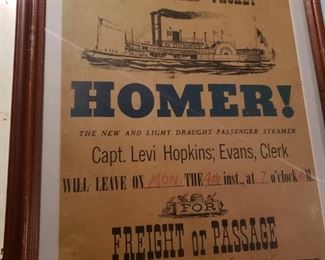 PACKET
HOMER!
THE NEW AND LIGHT DRAUGHT PASSENGER STEAMER
Capt. Levi Hopkins; Evans, Clerk
WILL LEAVE ON MON. THE 4th inst., at 7 o'clock A.M.
FOR
FREIGHT or PASSAGE